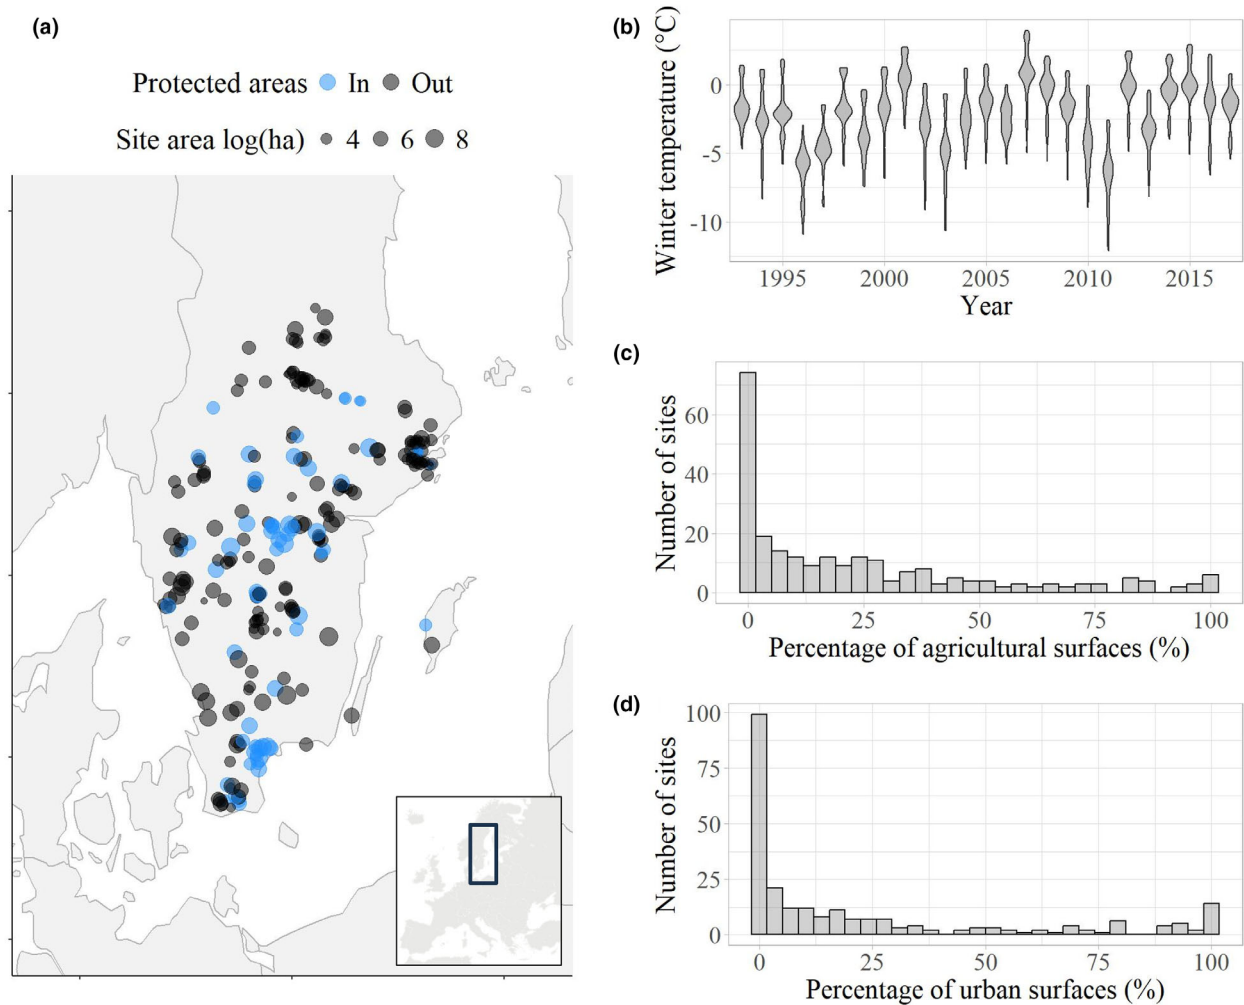 (a)
Protected areas In Out
Site area log(ha) 4 6 8
(b)
Winter temperature (°C)
0
-5
-10
1995 2000 2005 2010 2015
Year
(c)
Number of sites
60
40
20
0
0 25 50 75 100
Percentage of agricultural surfaces (%)
(d)
Number of sites
100
75
50
25
0
0 25 50 75 100
Percentage of urban surfaces (%)